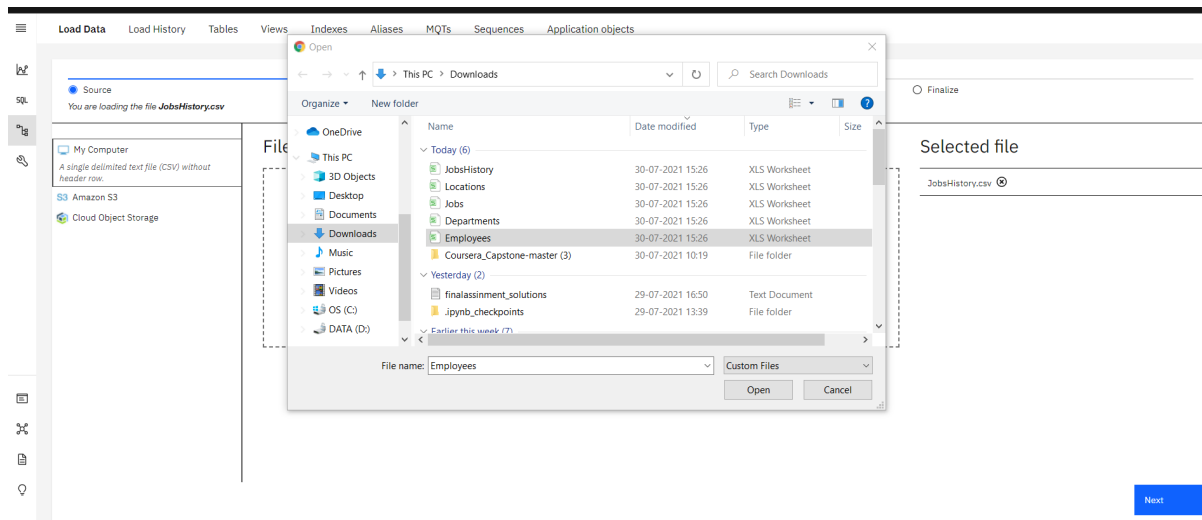 Load Data Load History Tables Views Indexes Aliases MQTs Sequences Application objects
Source
You are loading the file JobsHistory.csv
Finalize
SQL
My Computer
A single delimited text file (CSV) without
header row.
S3 Amazon S3
Cloud Object Storage
File
Open
This PC > Downloads
Search Downloads
Organize New folder
OneDrive
This PC
3D Objects
Desktop
Documents
Downloads
Music
Pictures
Videos
OS (C:)
DATA (D:)
Name Date modified Type Size
Today (6)
JobsHistory 30-07-2021 15:26 XLS Worksheet
Locations 30-07-2021 15:26 XLS Worksheet
Jobs 30-07-2021 15:26 XLS Worksheet
Departments 30-07-2021 15:26 XLS Worksheet
Employees 30-07-2021 15:26 XLS Worksheet
Coursera_Capstone-master (3) 30-07-2021 10:19 File folder
Yesterday (2)
finalassinment_solutions 29-07-2021 16:50 Text Document
.ipynb_checkpoints 29-07-2021 13:39 File folder
Earlier this week (7)
File name: Employees Custom Files
Open Cancel
Selected file
JobsHistory.csv
Next